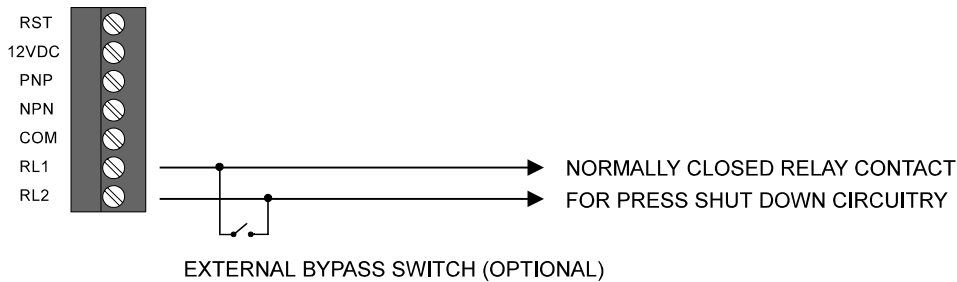 RST
12VDC
PNP
NPN
COM
RL1
RL2
NORMALLY CLOSED RELAY CONTACT
FOR PRESS SHUT DOWN CIRCUITRY
EXTERNAL BYPASS SWITCH (OPTIONAL)